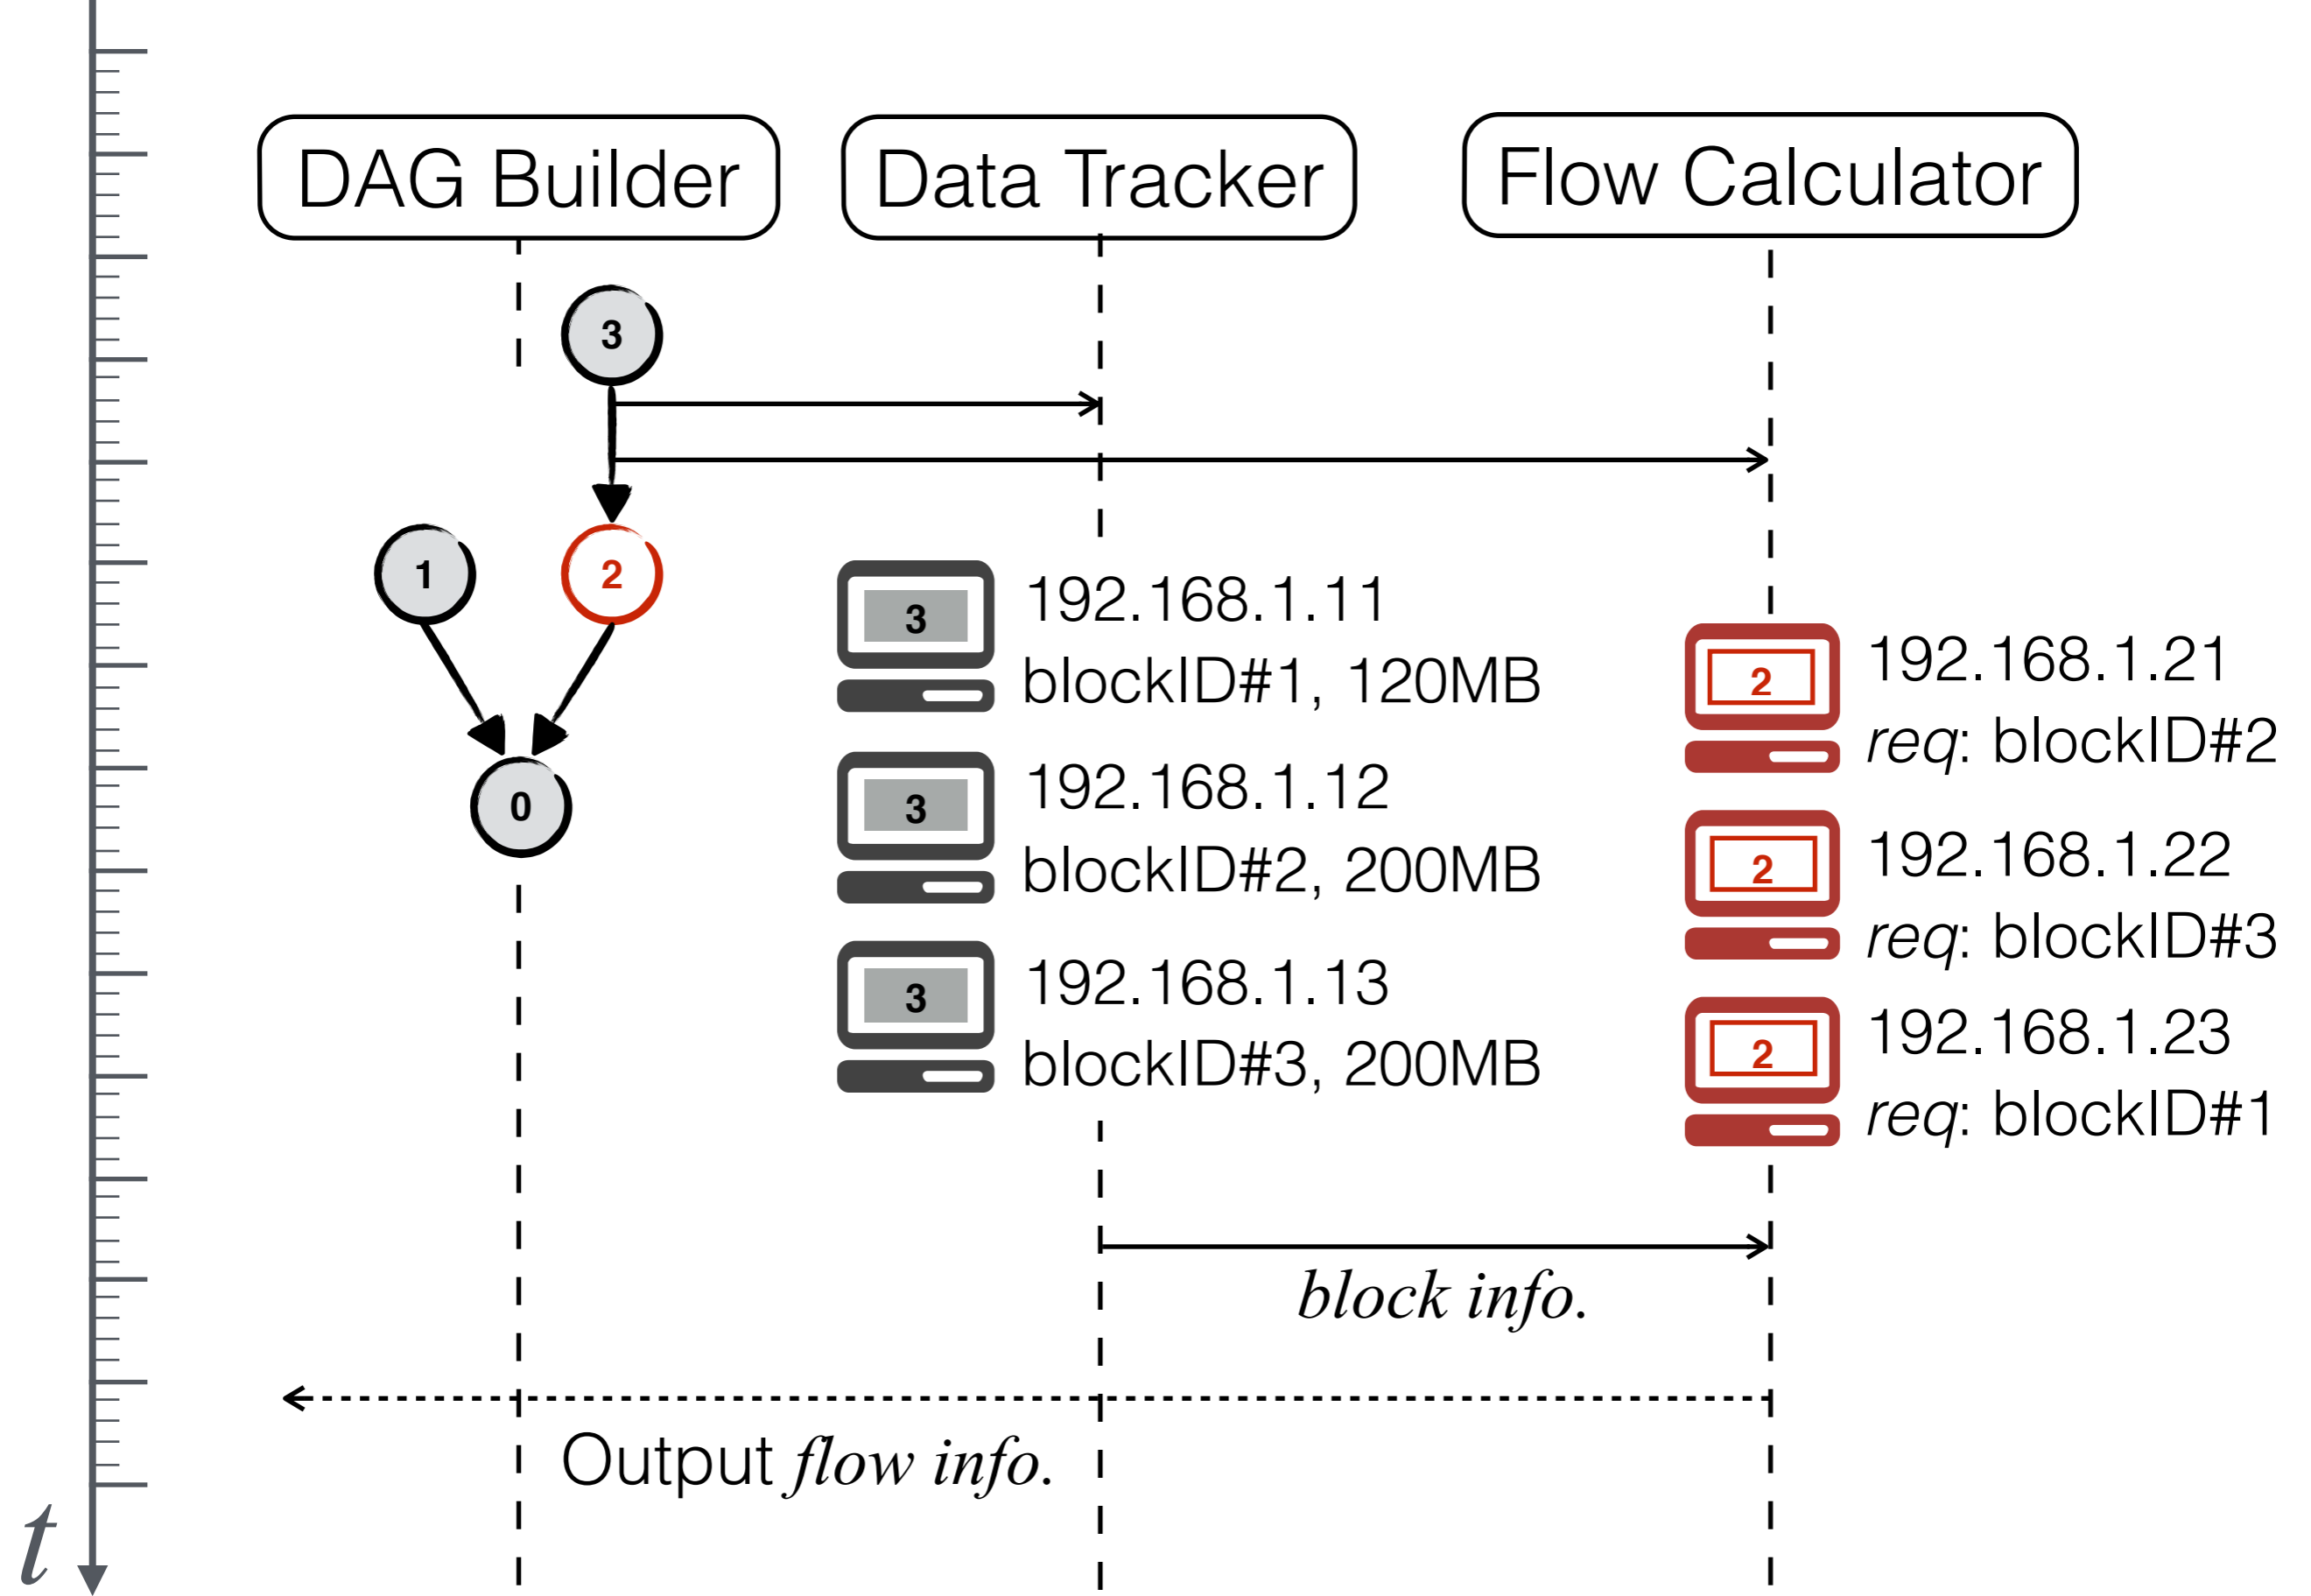 DAG Builder
Data Tracker
Flow Calculator
3
1
2
0
3
192.168.1.11
blockID#1, 120MB
3
192.168.1.12
blockID#2, 200MB
3
192.168.1.13
blockID#3, 200MB
2
192.168.1.21
req: blockID#2
2
192.168.1.22
req: blockID#3
2
192.168.1.23
req: blockID#1
block info.
Output flow info.
t